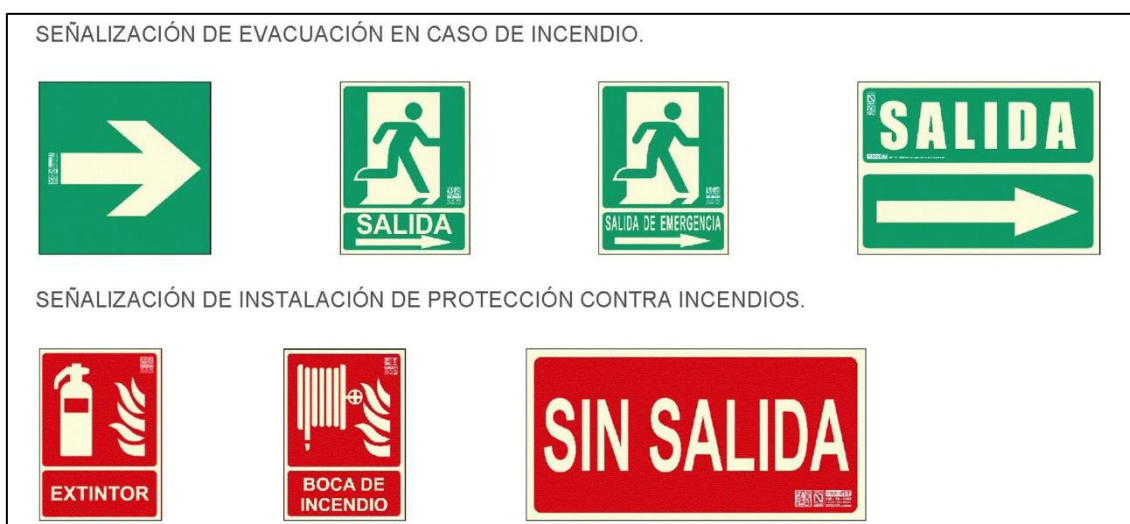 SEÑALIZACIÓN DE EVACUACIÓN EN CASO DE INCENDIO.
SALIDA
SALIDA DE EMERGENCIA
SALIDA
SEÑALIZACIÓN DE INSTALACIÓN DE PROTECCIÓN CONTRA INCENDIOS.
EXTINTOR
BOCA DE
INCENDIO
SIN SALIDA